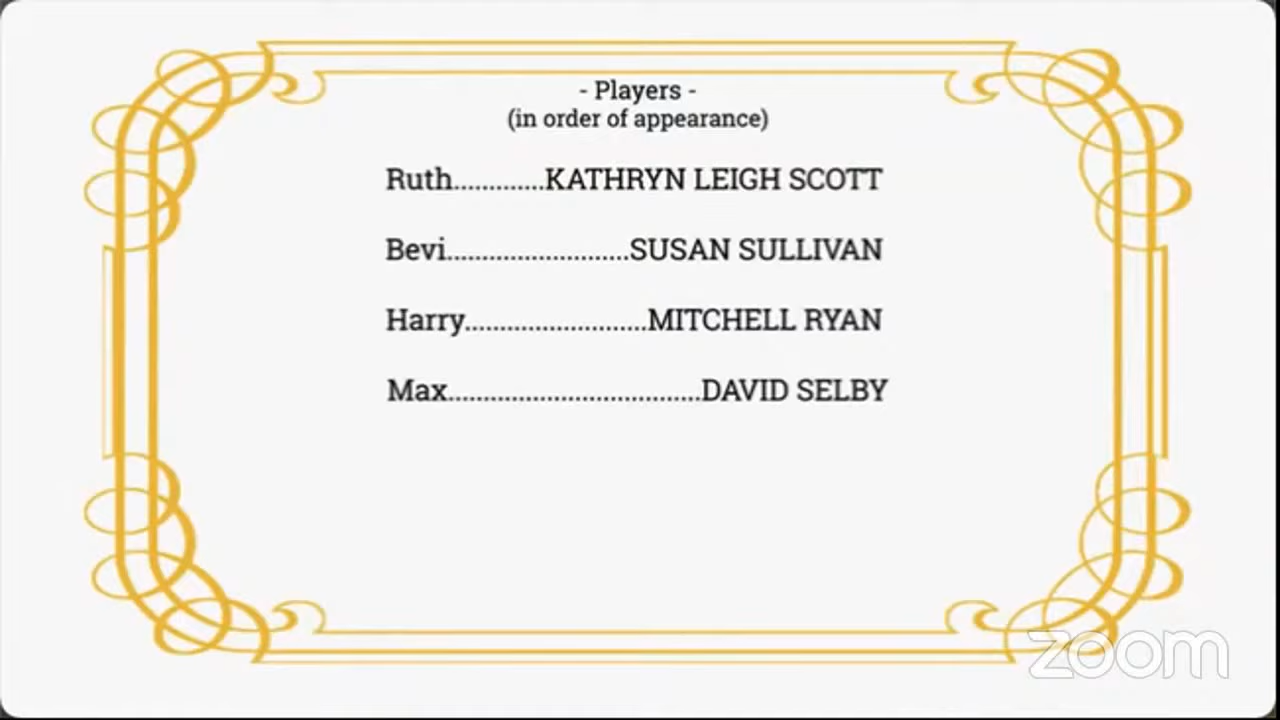 - Players -
(in order of appearance)
Ruth.............KATHRYN LEIGH SCOTT
Bevi..........................SUSAN SULLIVAN
Harry..........................MITCHELL RYAN
Max....................................DAVID SELBY
zoom